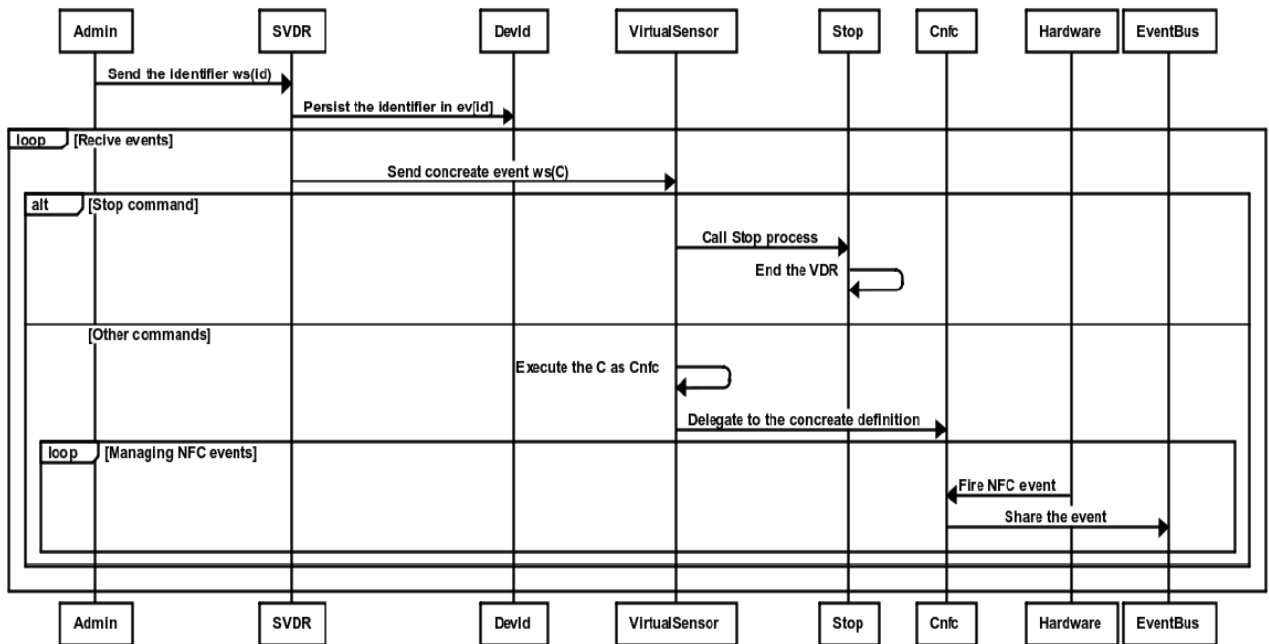 Admin SVDR DevId VirtualSensor Stop Cnfc Hardware EventBus
Send the identifier ws(id)
Persist the identifier in ev[id]
loop [Recive events]
Send concreate event ws(C)
alt [Stop command]
Call Stop process
End the VDR
[Other commands]
Execute the C as Cnfc
Delegate to the concreate definition
loop [Managing NFC events]
Fire NFC event
Share the event
Admin SVDR DevId VirtualSensor Stop Cnfc Hardware EventBus